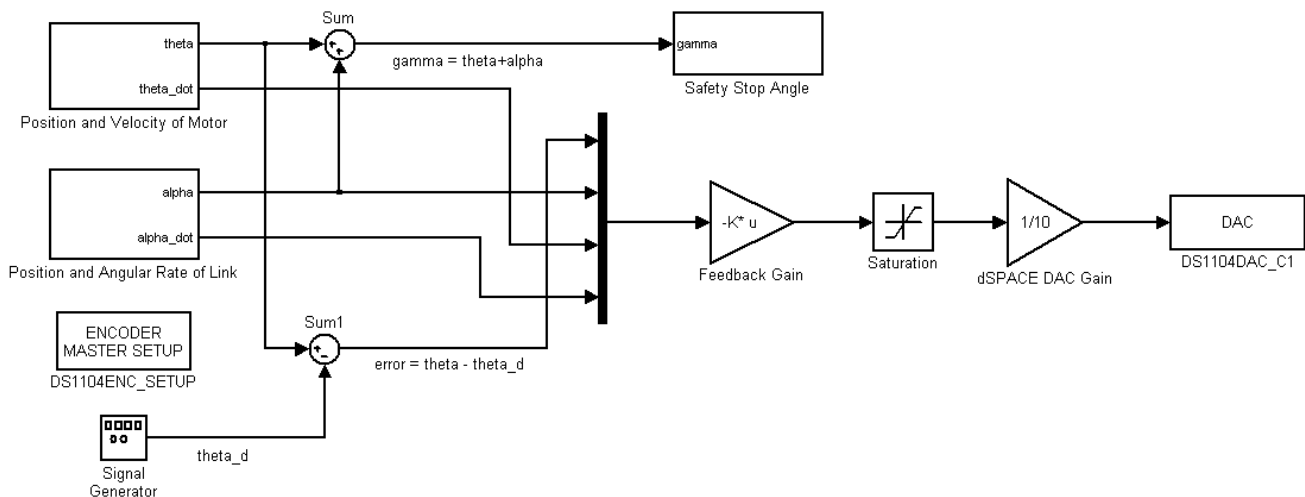 Sum
theta
theta_dot
Position and Velocity of Motor
gamma = theta+alpha
gamma
Safety Stop Angle
alpha
alpha_dot
Position and Angular Rate of Link
-K* u
Feedback Gain
Saturation
1/10
dSPACE DAC Gain
DAC
DS1104DAC_C1
ENCODER
MASTER SETUP
DS1104ENC_SETUP
Sum1
error = theta - theta_d
theta_d
Signal
Generator